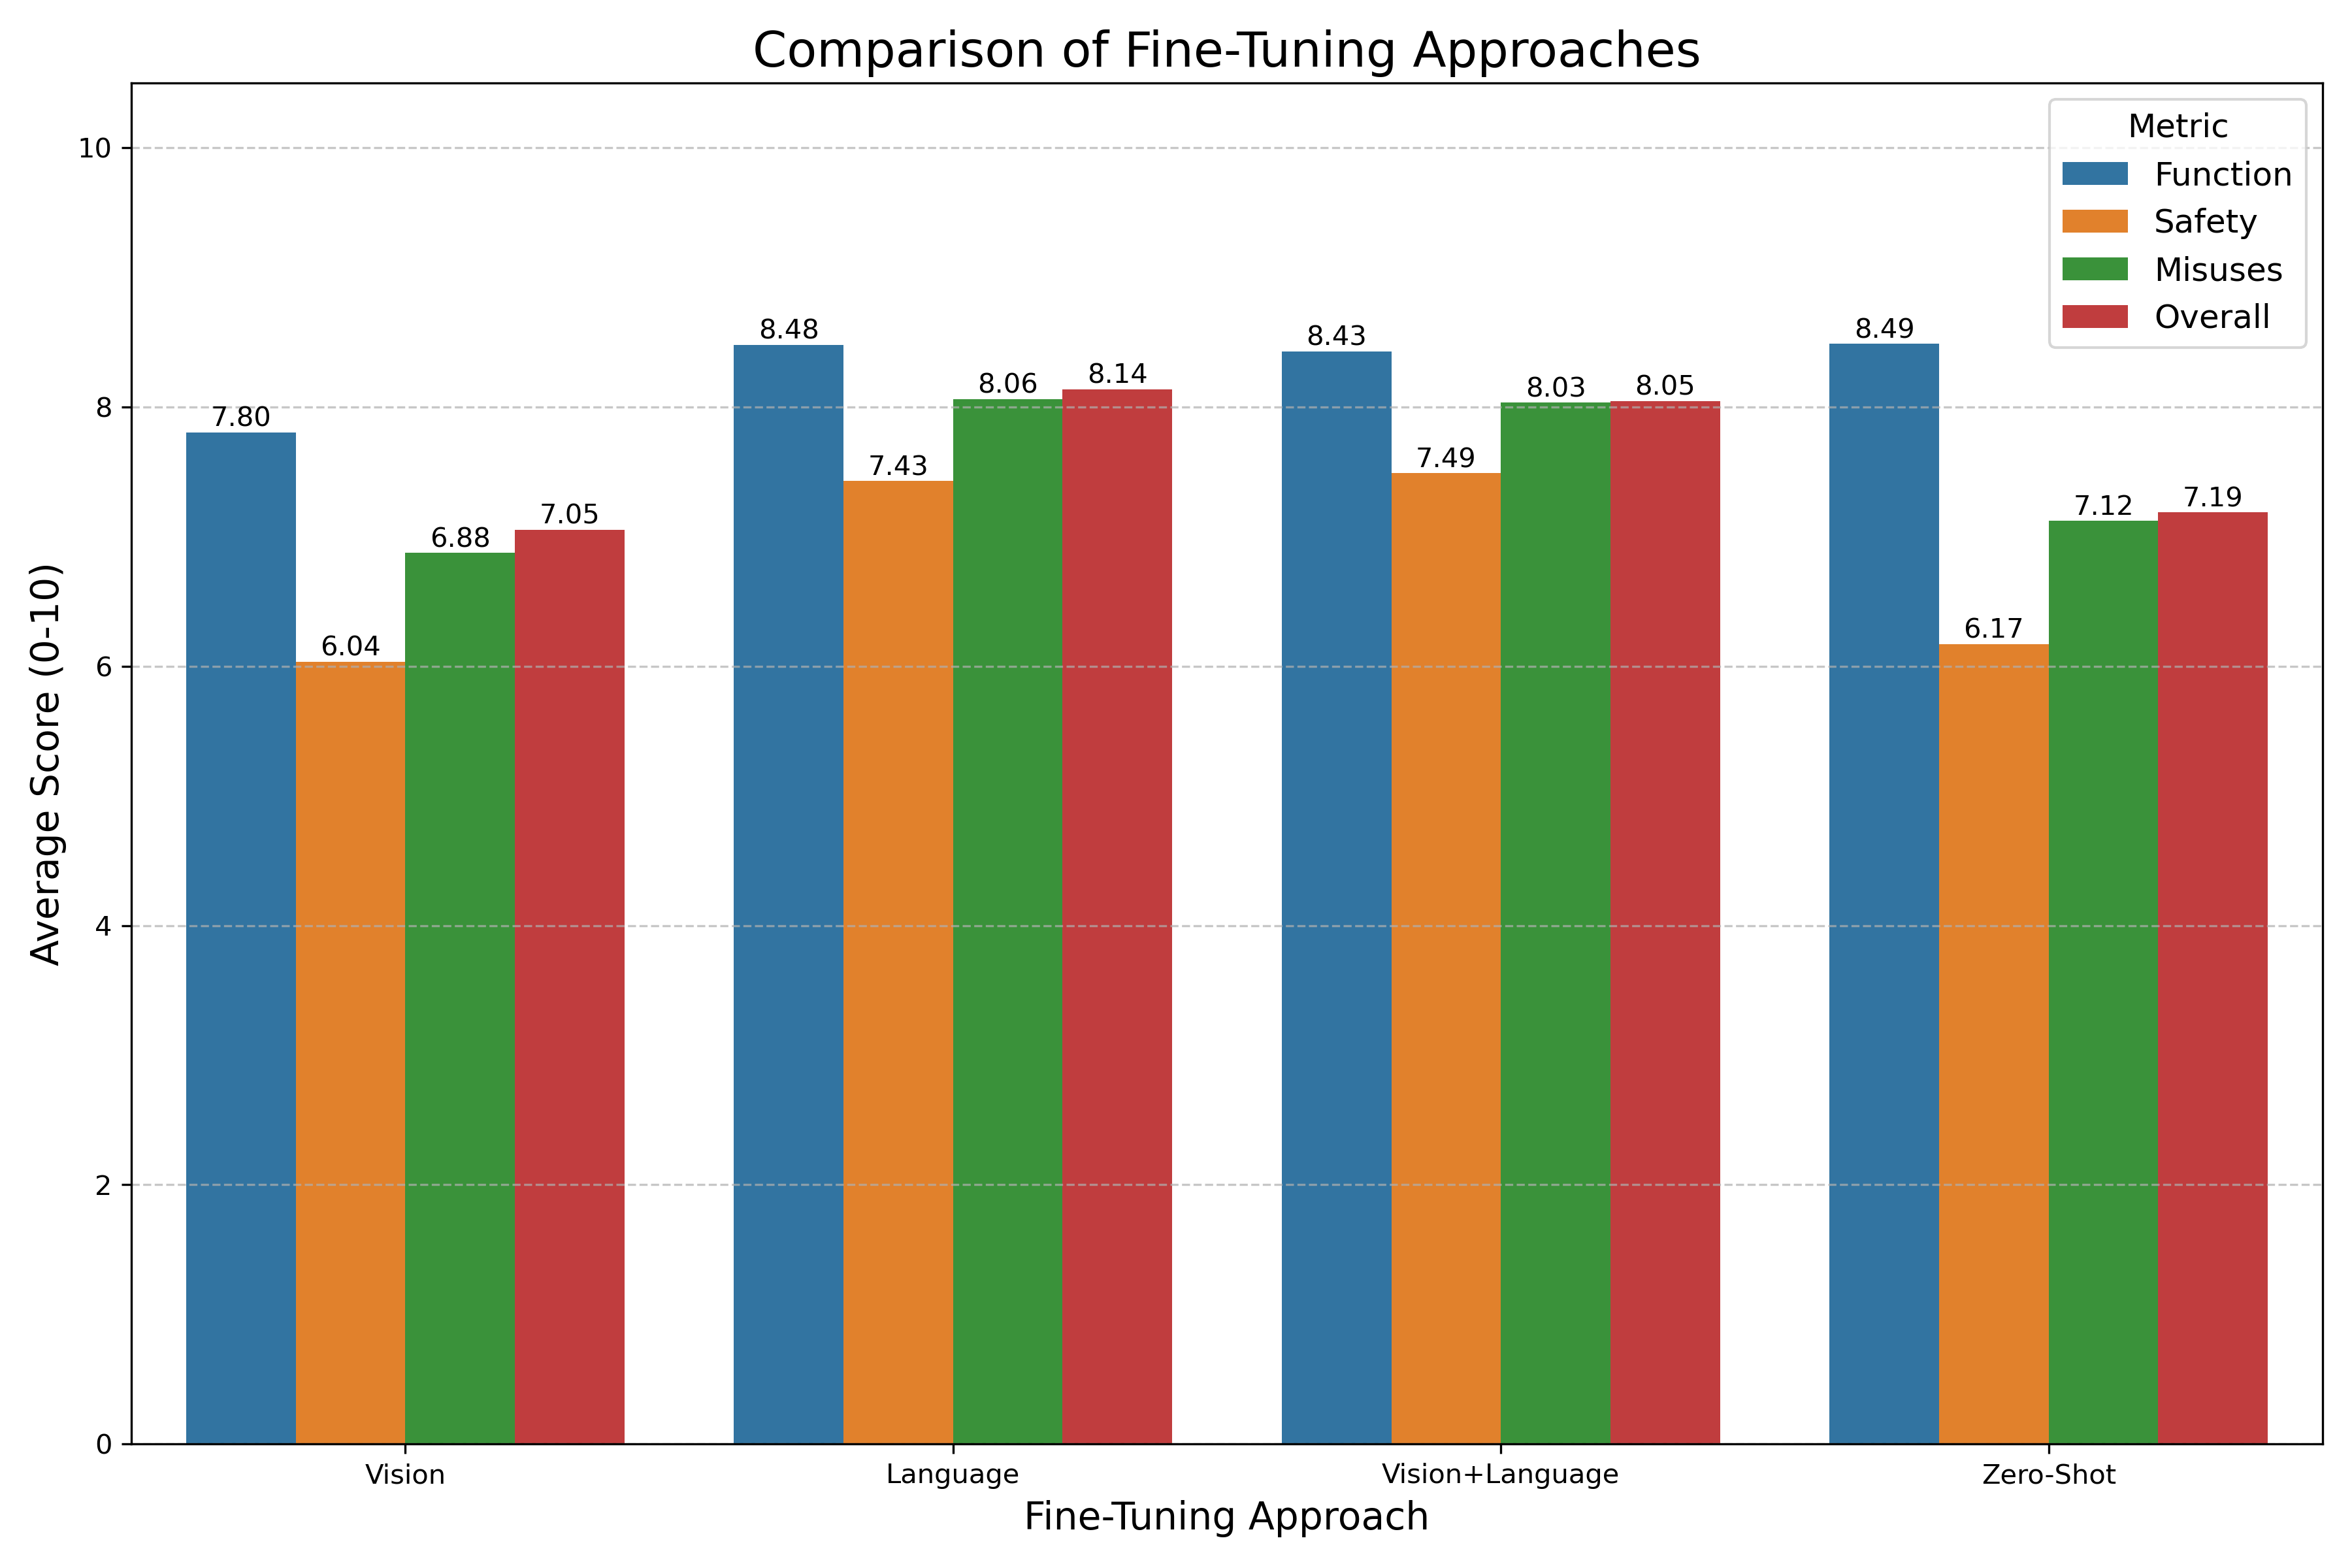 Comparison of Fine-Tuning Approaches
Metric
Function
Safety
Misuses
Overall
Average Score (0-10)
10
8
6
4
2
0
7.80
6.04
6.88
7.05
8.48
7.43
8.06
8.14
8.43
7.49
8.03
8.05
8.49
6.17
7.12
7.19
Vision
Language
Vision+Language
Zero-Shot
Fine-Tuning Approach